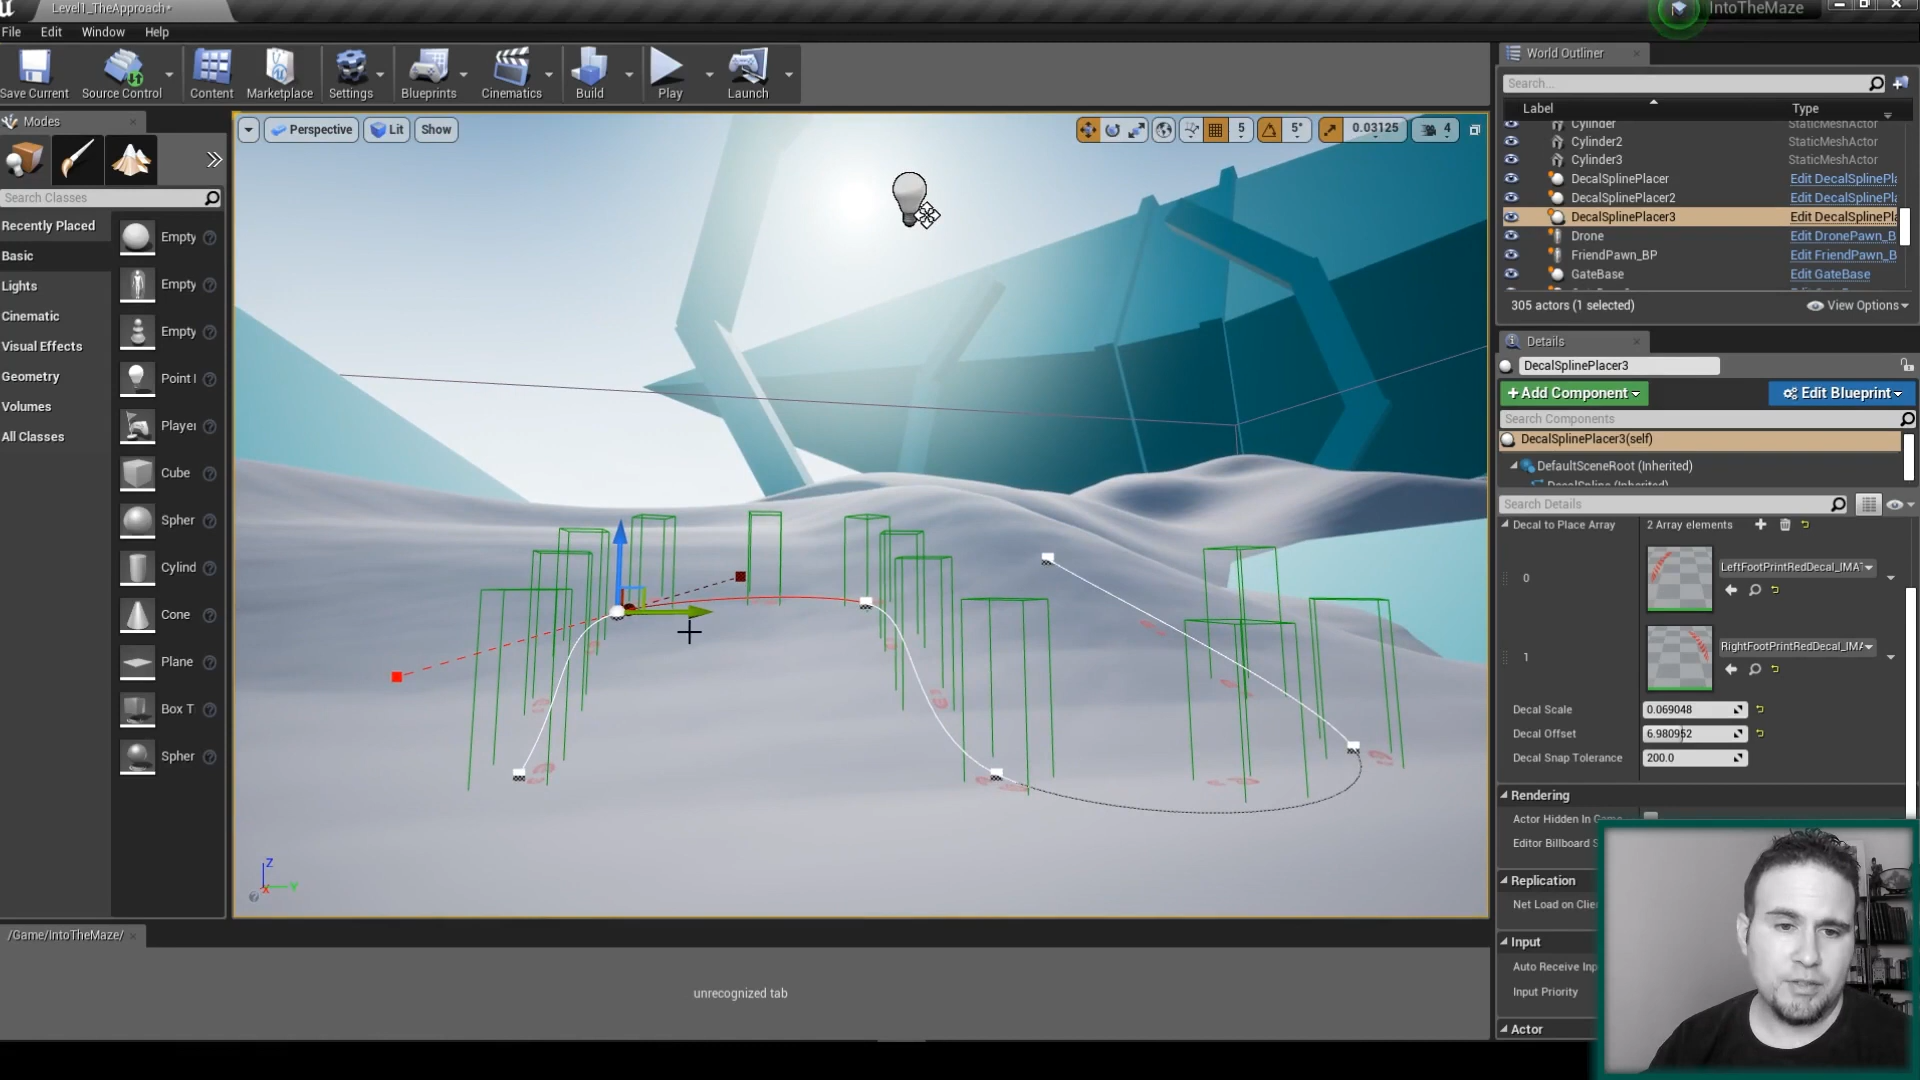 Level1_TheApproach*
IntoTheMaze
File Edit Window Help
Save Current
Source Control
Content
Marketplace
Settings
Blueprints
Cinematics
Build
Play
Launch
Modes
Search Classes
Recently Placed
Basic
Lights
Cinematic
Visual Effects
Geometry
Volumes
All Classes
Empty
Empty
Empty
Point
Player
Cube
Spher
Cylind
Cone
Plane
Box T
Spher
Perspective
Lit
Show
5
5°
0.03125
4
Z
X
Y
/Game/IntoTheMaze/
unrecognized tab
World Outliner
Search...
Label Type
Cylinder StaticMeshActor
Cylinder2 StaticMeshActor
Cylinder3 StaticMeshActor
DecalSplinePlacer Edit DecalSplinePla
DecalSplinePlacer2 Edit DecalSplinePla
DecalSplinePlacer3 Edit DecalSplinePla
Drone Edit DronePawn_B
FriendPawn_BP Edit FriendPawn_B
GateBase Edit GateBase
305 actors (1 selected)
View Options
Details
DecalSplinePlacer3
+Add Component
Edit Blueprint
Search Components
DecalSplinePlacer3(self)
DefaultSceneRoot (Inherited)
DecalSpline (Inherited)
Search Details
Decal to Place Array 2 Array elements
0
LeftFootPrintRedDecal_IMAT
1
RightFootPrintRedDecal_IMA
Decal Scale 0.069048
Decal Offset 6.980952
Decal Snap Tolerance 200.0
Rendering
Actor Hidden In Game
Editor Billboard S
Replication
Net Load on Clie
Input
Auto Receive Inp
Input Priority
Actor